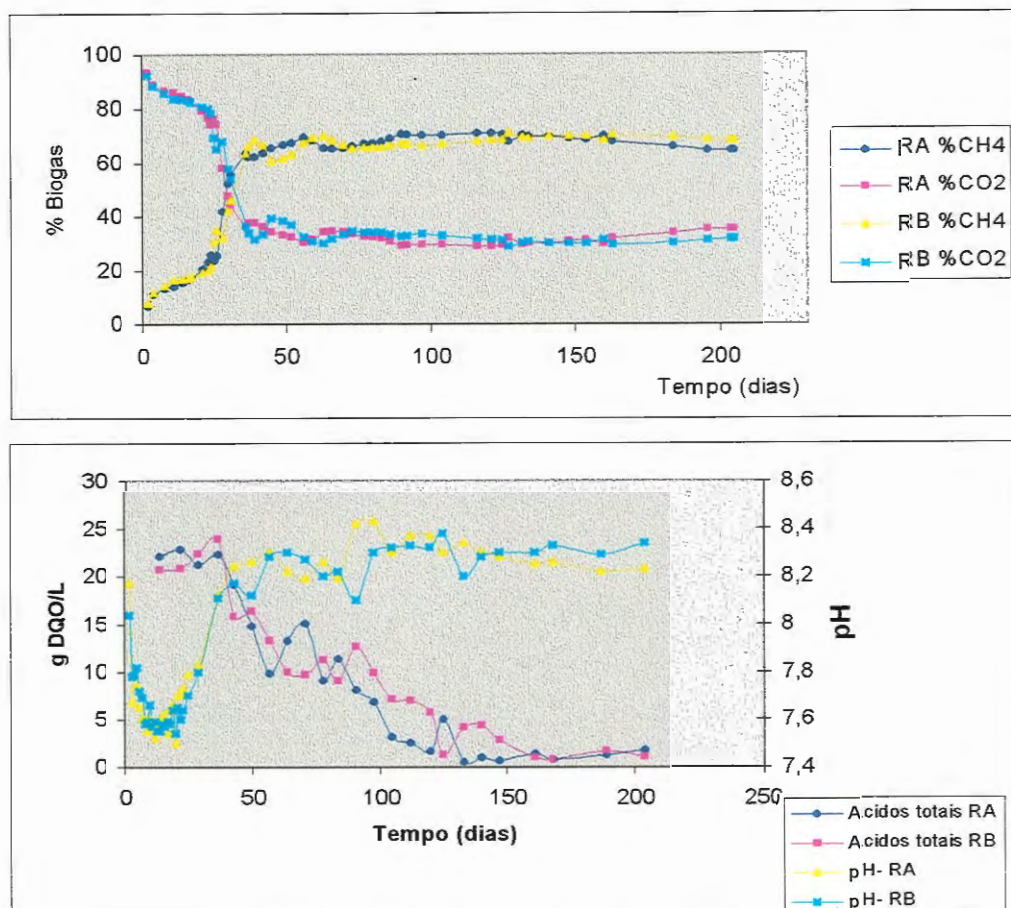 100
80
60
40
20
0
% Biogas
0 50 100 150 200
Tempo (dias)
RA %CH4
RA %CO2
RB %CH4
RB %CO2
30
25
20
15
10
5
0
g DQO/L
8,6
8,4
8,2
8
7,8
7,6
7,4
pH
0 50 100 150 200 250
Tempo (dias)
Acidos totais RA
Acidos totais RB
pH- RA
pH- RB